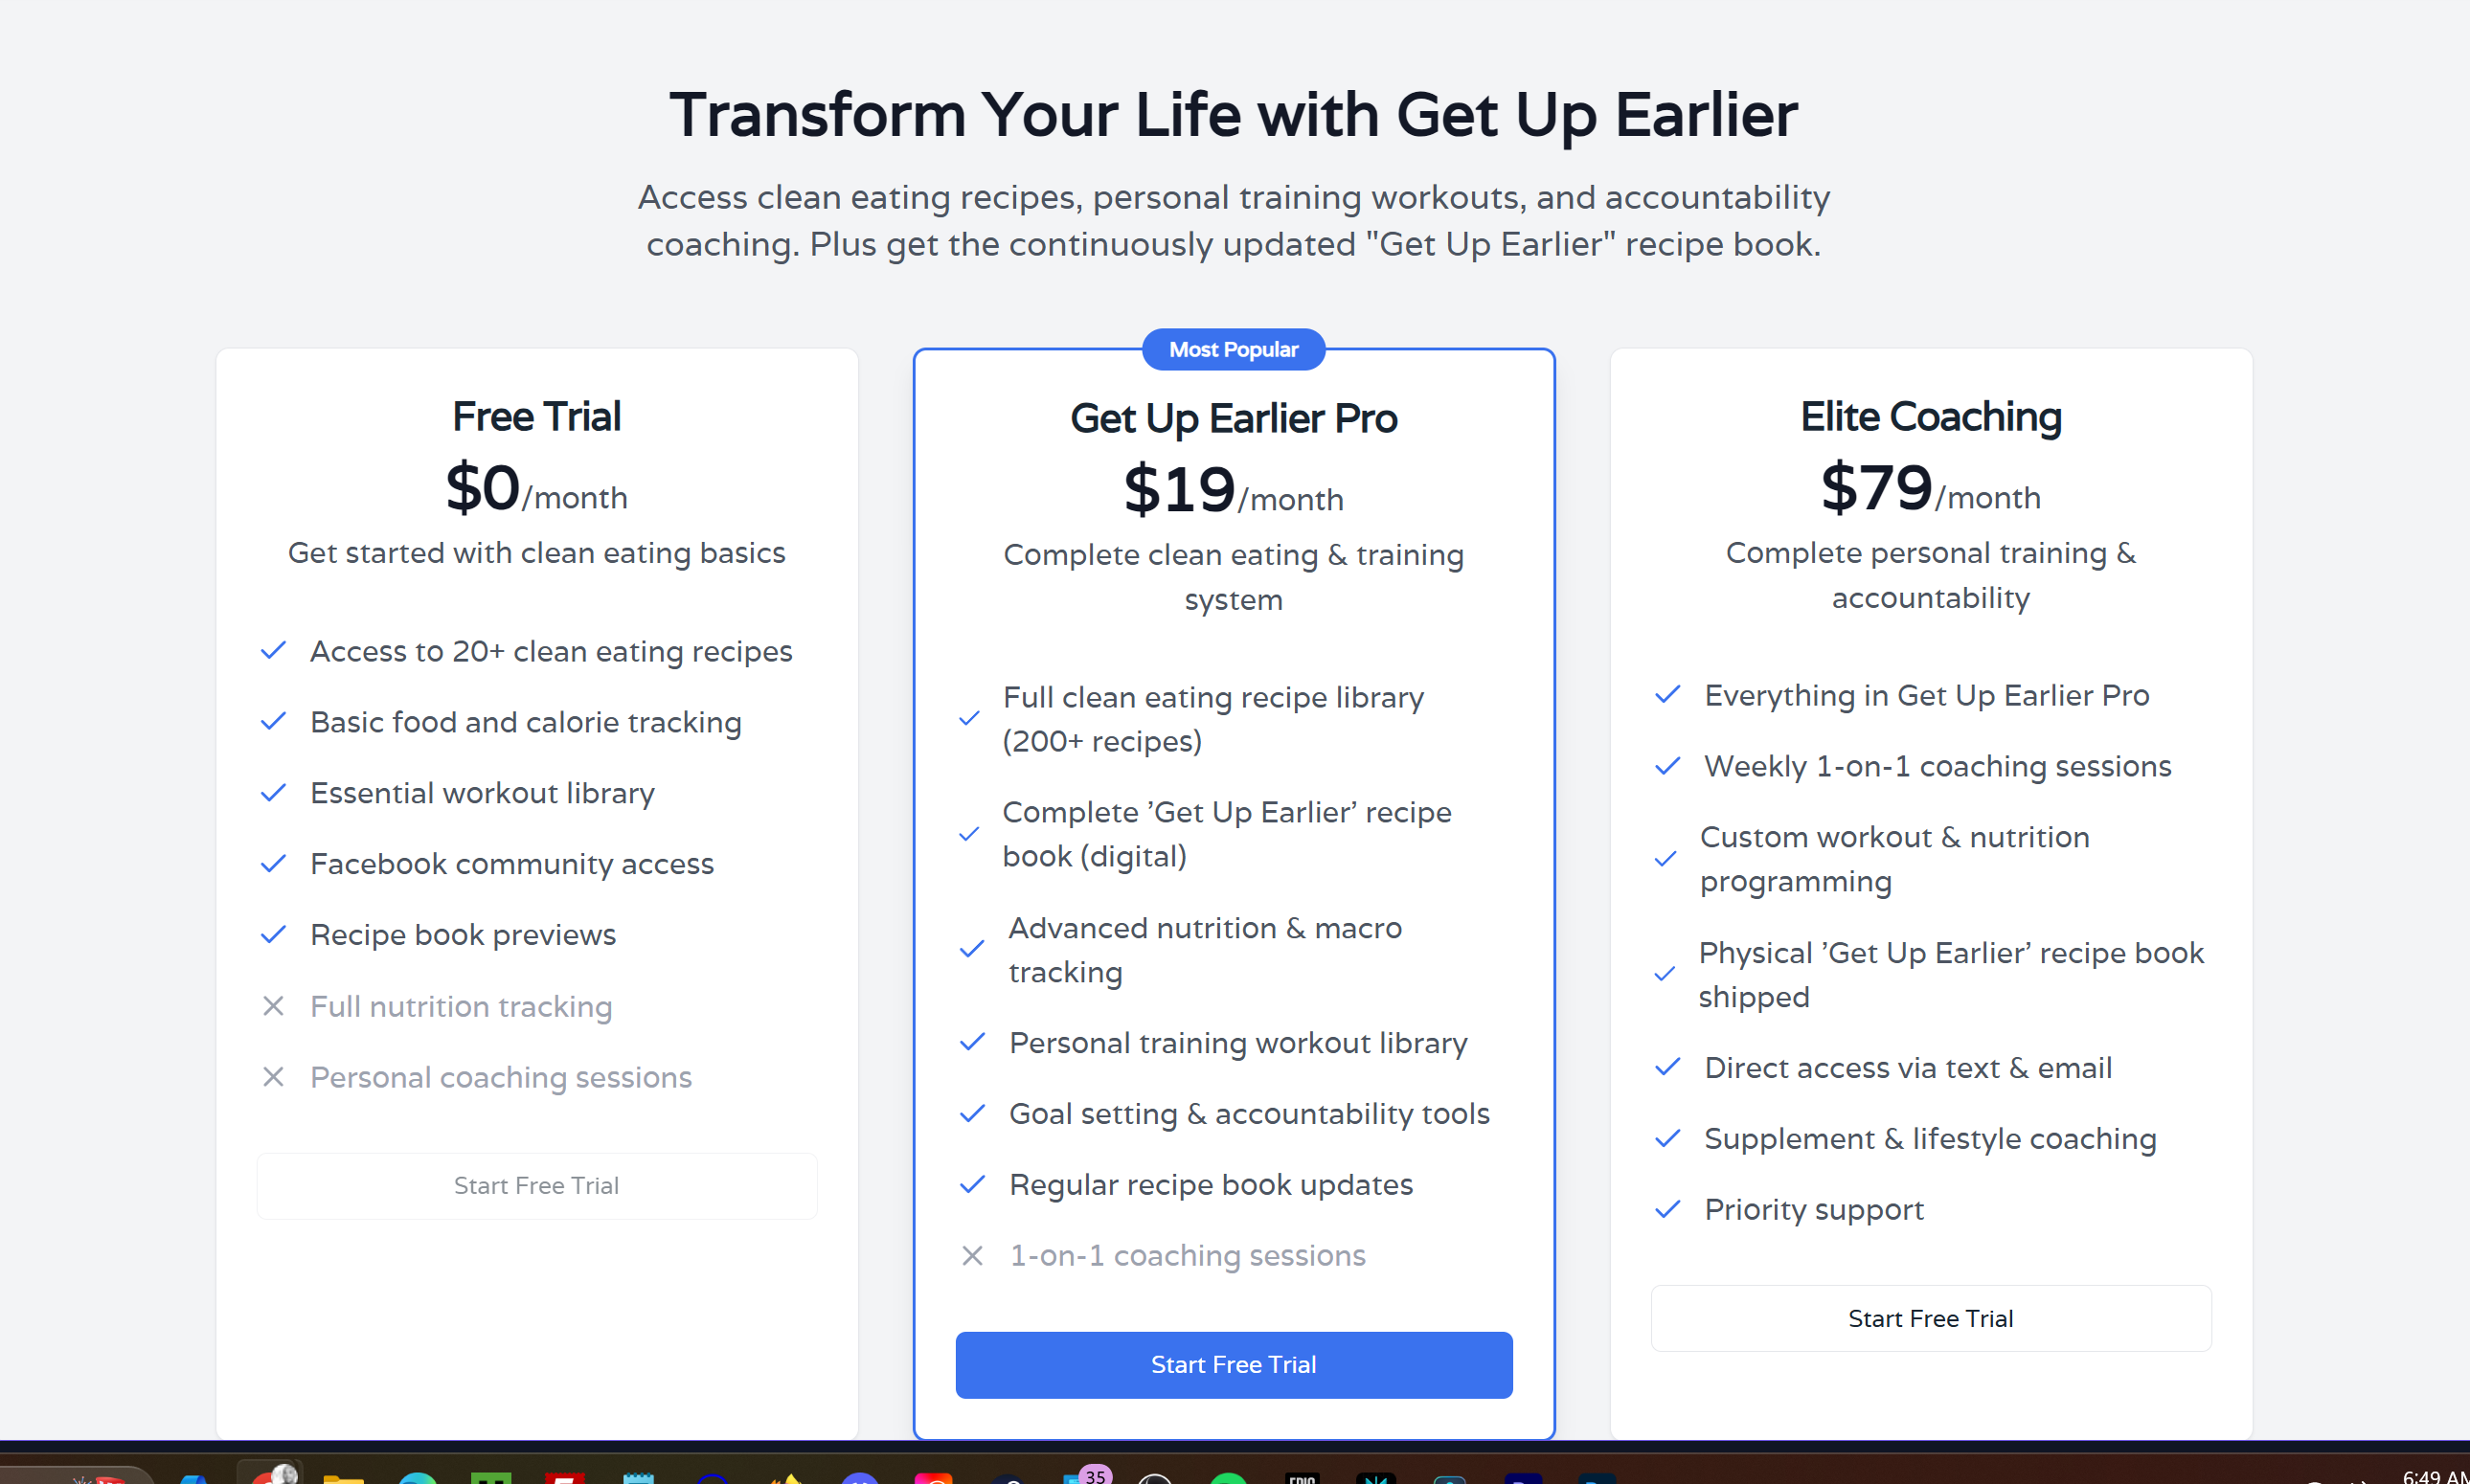 Transform Your Life with Get Up Earlier
Access clean eating recipes, personal training workouts, and accountability
coaching. Plus get the continuously updated "Get Up Earlier" recipe book.
Free Trial
$0/month
Get started with clean eating basics
Access to 20+ clean eating recipes
Basic food and calorie tracking
Essential workout library
Facebook community access
Recipe book previews
Full nutrition tracking
Personal coaching sessions
Start Free Trial
Most Popular
Get Up Earlier Pro
$19/month
Complete clean eating & training
system
Full clean eating recipe library
(200+ recipes)
Complete 'Get Up Earlier' recipe
book (digital)
Advanced nutrition & macro
tracking
Personal training workout library
Goal setting & accountability tools
Regular recipe book updates
1-on-1 coaching sessions
Start Free Trial
Elite Coaching
$79/month
Complete personal training &
accountability
Everything in Get Up Earlier Pro
Weekly 1-on-1 coaching sessions
Custom workout & nutrition
programming
Physical 'Get Up Earlier' recipe book
shipped
Direct access via text & email
Supplement & lifestyle coaching
Priority support
Start Free Trial
35
EPIC
6:49 AM